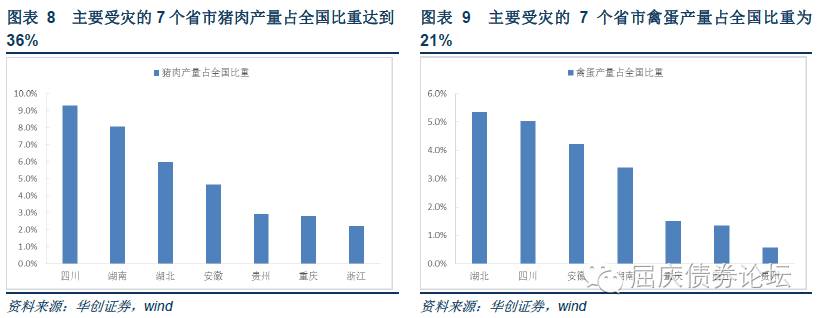 图表 8 主要受灾的 7 个省市猪肉产量占全国比重达到
36%
猪肉产量占全国比重
10.0%
9.0%
8.0%
7.0%
6.0%
5.0%
4.0%
3.0%
2.0%
1.0%
0.0%
四川 湖南 湖北 安徽 贵州 重庆 浙江
资料来源：华创证券，wind
图表 9 主要受灾的 7 个省市禽蛋产量占全国比重为
21%
禽蛋产量占全国比重
6.0%
5.0%
4.0%
3.0%
2.0%
1.0%
0.0%
湖北 四川 安徽 湖南 重庆 贵州
屈庆债券论坛
资料来源：华创证券，wind